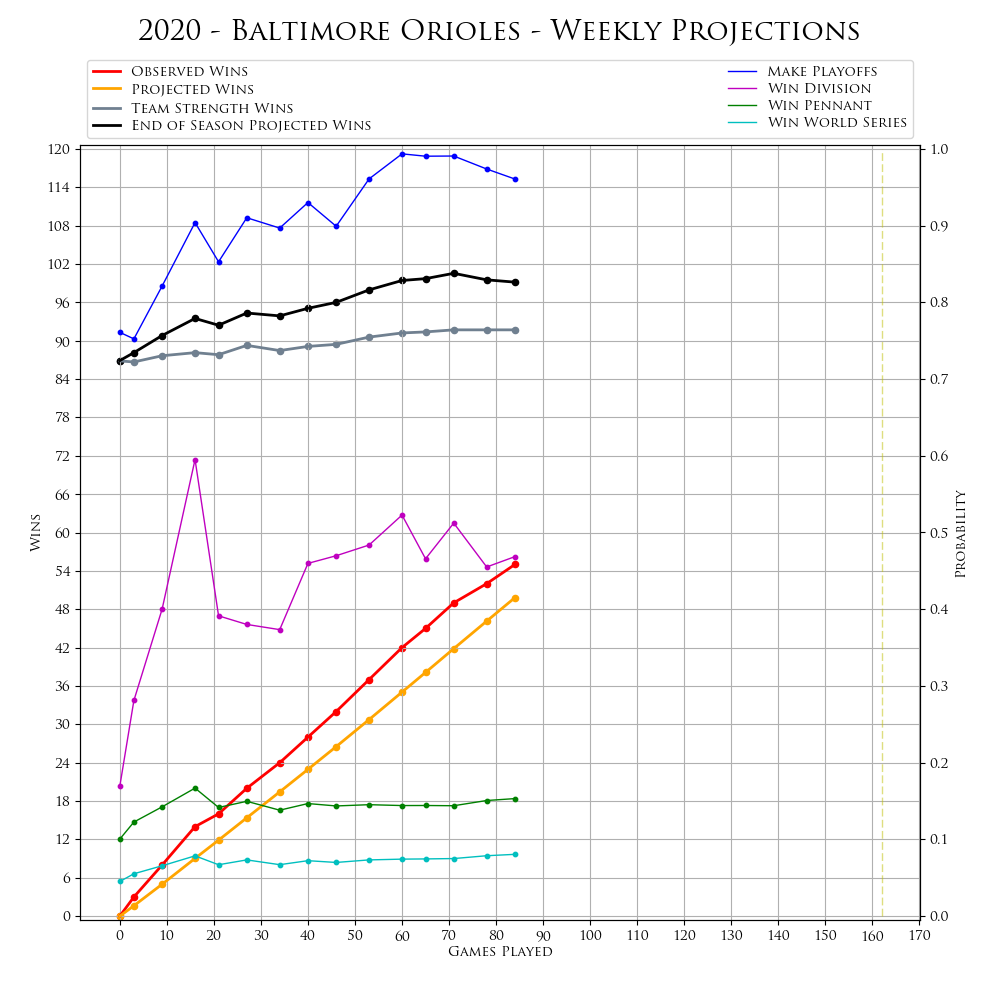 2020 - Baltimore Orioles - Weekly Projections
Observed Wins
Projected Wins
Team Strength Wins
End of Season Projected Wins
Make Playoffs
Win Division
Win Pennant
Win World Series
120
114
108
102
96
90
84
78
72
66
60
54
48
42
36
30
24
18
12
6
0
Wins
1.0
0.9
0.8
0.7
0.6
0.5
0.4
0.3
0.2
0.1
0.0
Probability
0 10 20 30 40 50 60 70 80 90 100 110 120 130 140 150 160 170
Games Played